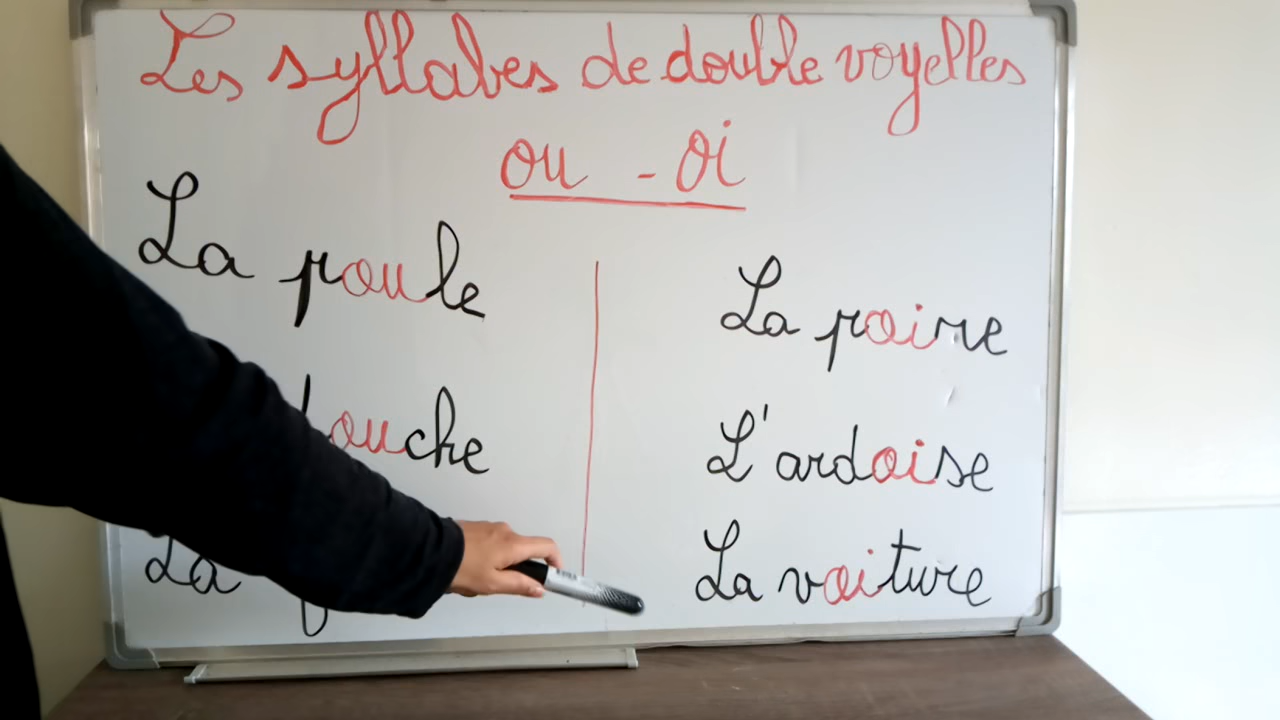 Les syllabes de double voyelles
ou - oi
La poule
ouche
La
La poire
L'ardoise
La voiture